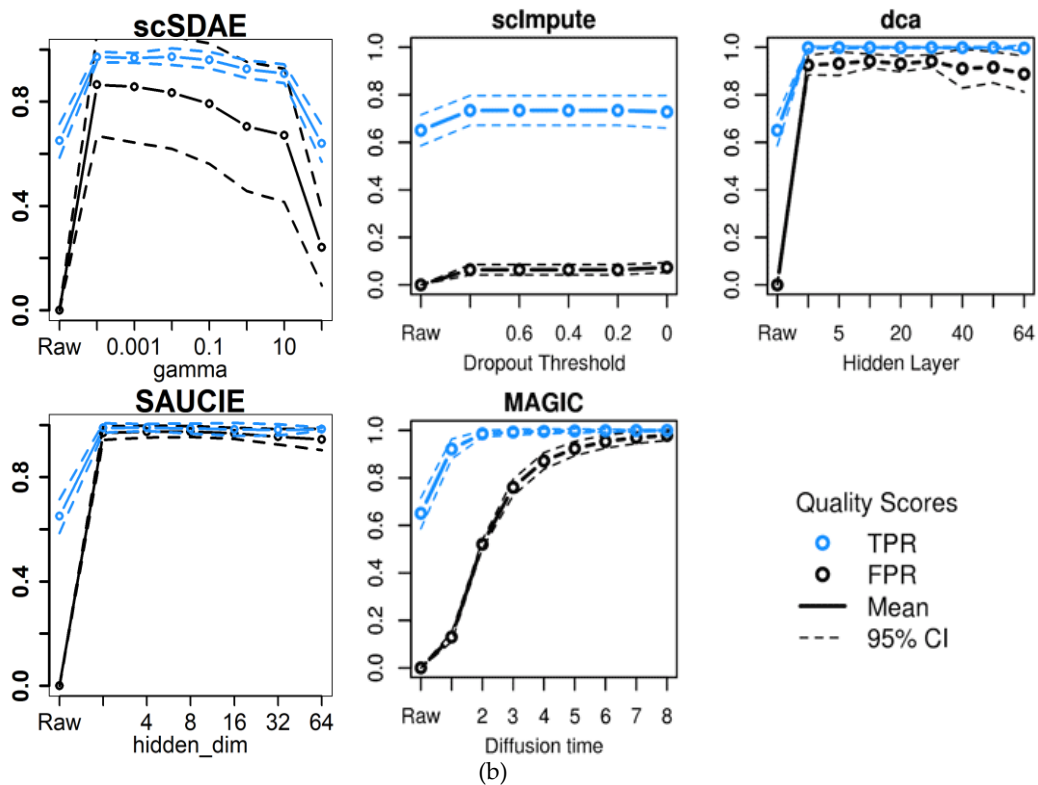 scSDAE
0.0 0.4 0.8
Raw 0.001 0.1 10
gamma
scImpute
0.0 0.2 0.4 0.6 0.8 1.0
Raw 0.6 0.4 0.2 0
Dropout Threshold
dca
0.0 0.2 0.4 0.6 0.8 1.0
Raw 5 20 40 64
Hidden Layer
SAUCIE
0.0 0.4 0.8
Raw 4 8 16 32 64
hidden_dim
MAGIC
0.0 0.2 0.4 0.6 0.8 1.0
Raw 2 3 4 5 6 7 8
Diffusion time
Quality Scores
TPR
FPR
Mean
95% CI
(b)